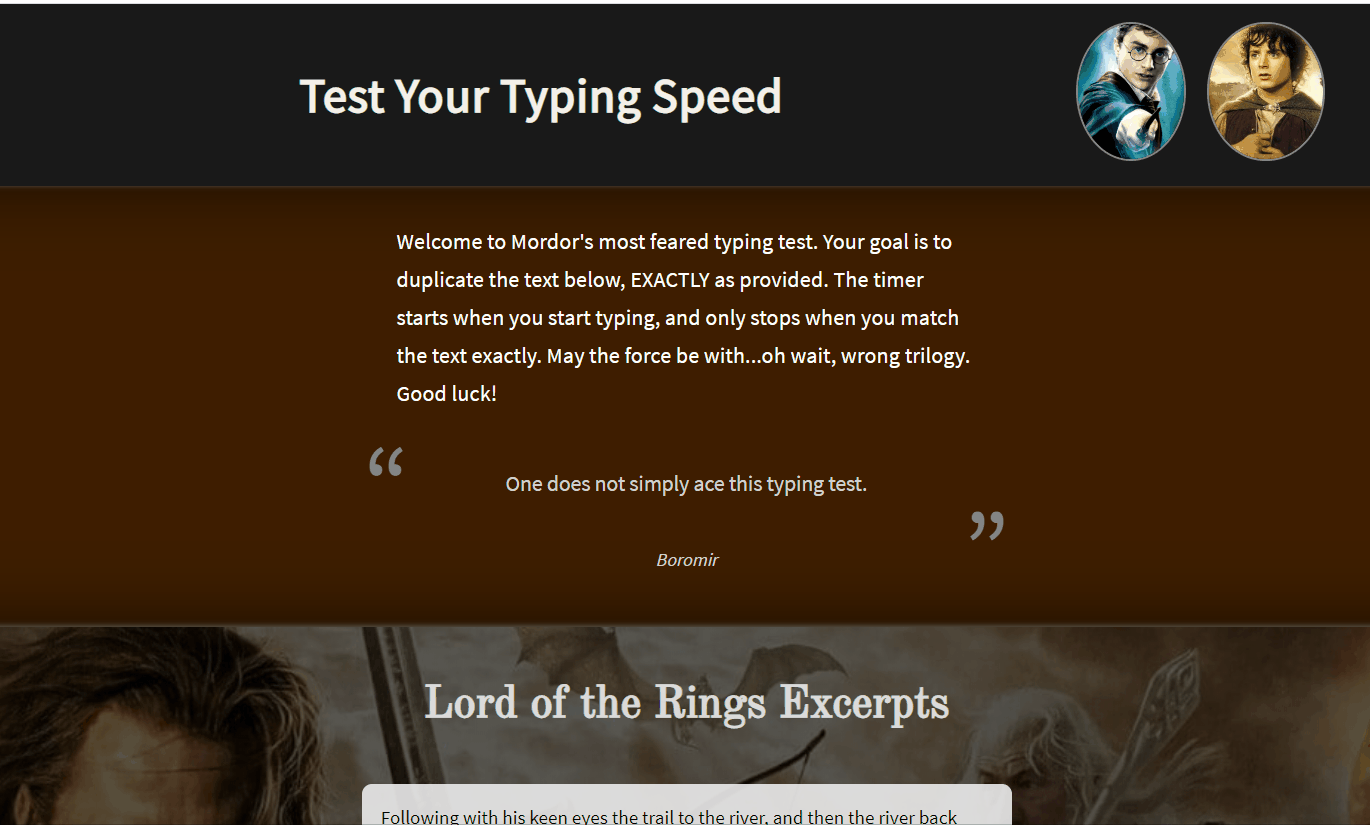 Test Your Typing Speed
Welcome to Mordor's most feared typing test. Your goal is to
duplicate the text below, EXACTLY as provided. The timer
starts when you start typing, and only stops when you match
the text exactly. May the force be with...oh wait, wrong trilogy.
Good luck!
“
One does not simply ace this typing test.
”
Boromir
Lord of the Rings Excerpts
Following with his keen eyes the trail to the river, and then the river back